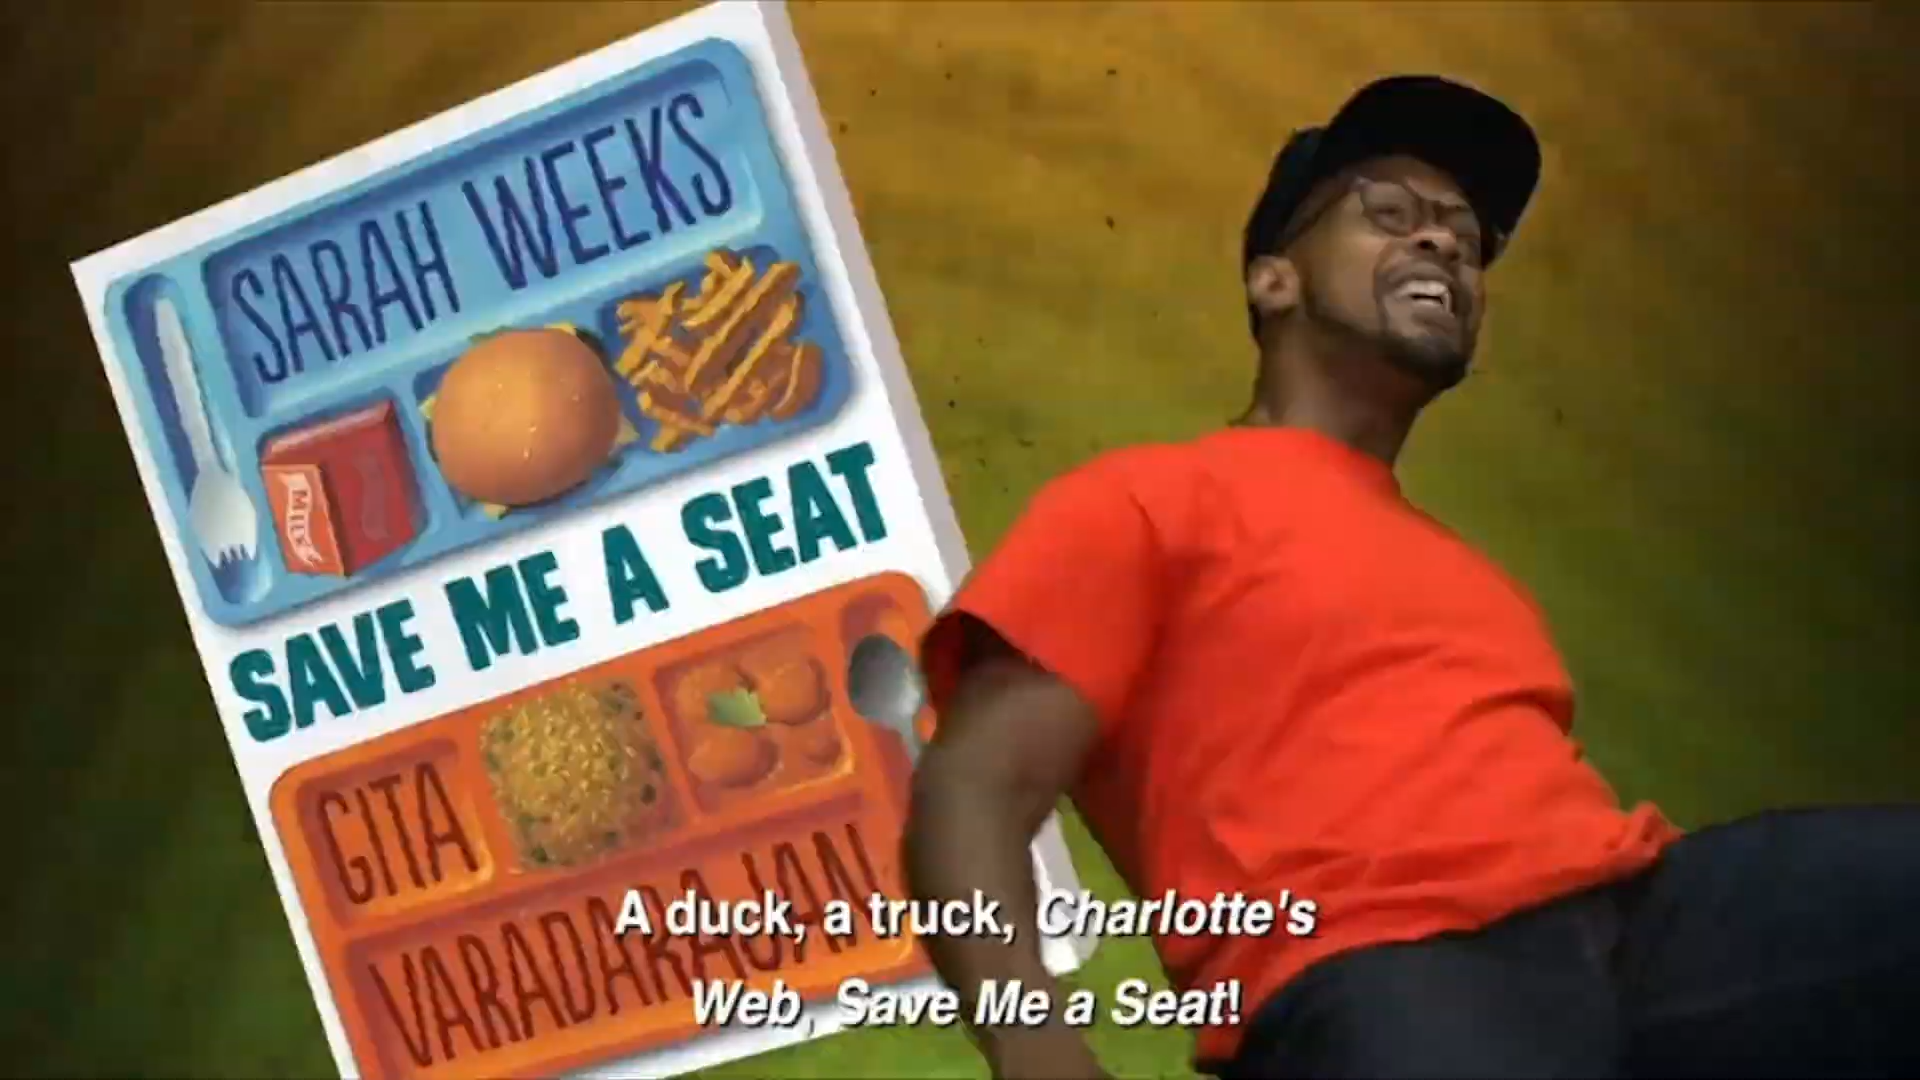 SARAH WEEKS
MILK
SAVE ME A SEAT
GITA
VARADARAJAN
A duck, a truck, Charlotte's
Web, Save Me a Seat!